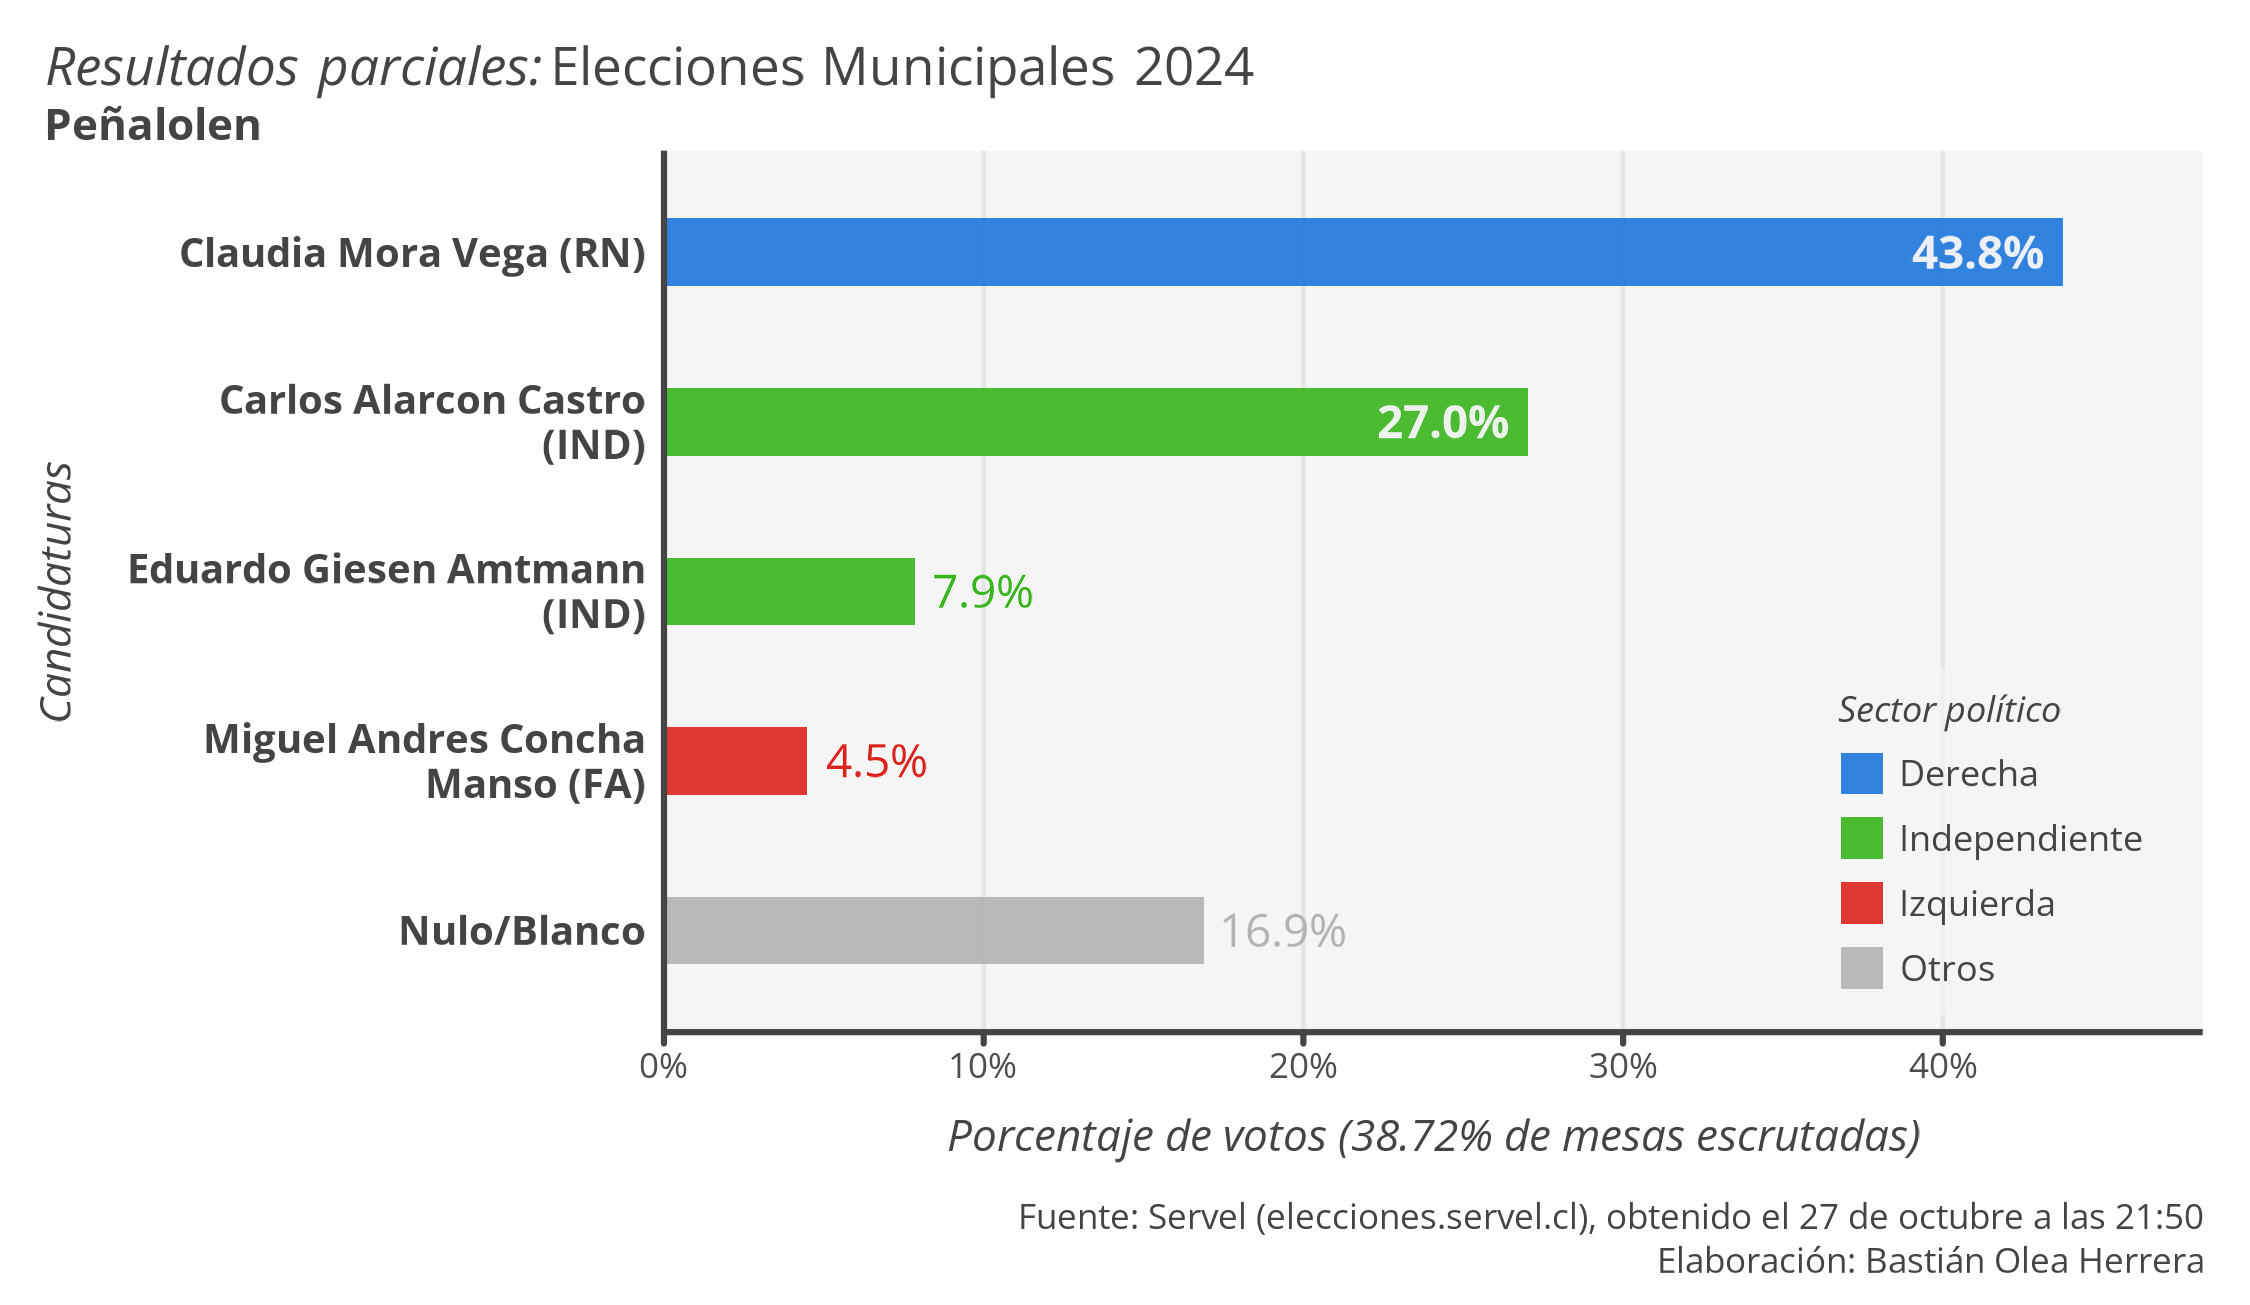 Resultados parciales: Elecciones Municipales 2024
Peñalolen
Candidaturas
Claudia Mora Vega (RN)
43.8%
Carlos Alarcon Castro
(IND)
27.0%
Eduardo Giesen Amtmann
(IND)
7.9%
Miguel Andres Concha
Manso (FA)
4.5%
Nulo/Blanco
16.9%
Sector político
Derecha
Independiente
Izquierda
Otros
0% 10% 20% 30% 40%
Porcentaje de votos (38.72% de mesas escrutadas)
Fuente: Servel (elecciones.servel.cl), obtenido el 27 de octubre a las 21:50
Elaboración: Bastián Olea Herrera